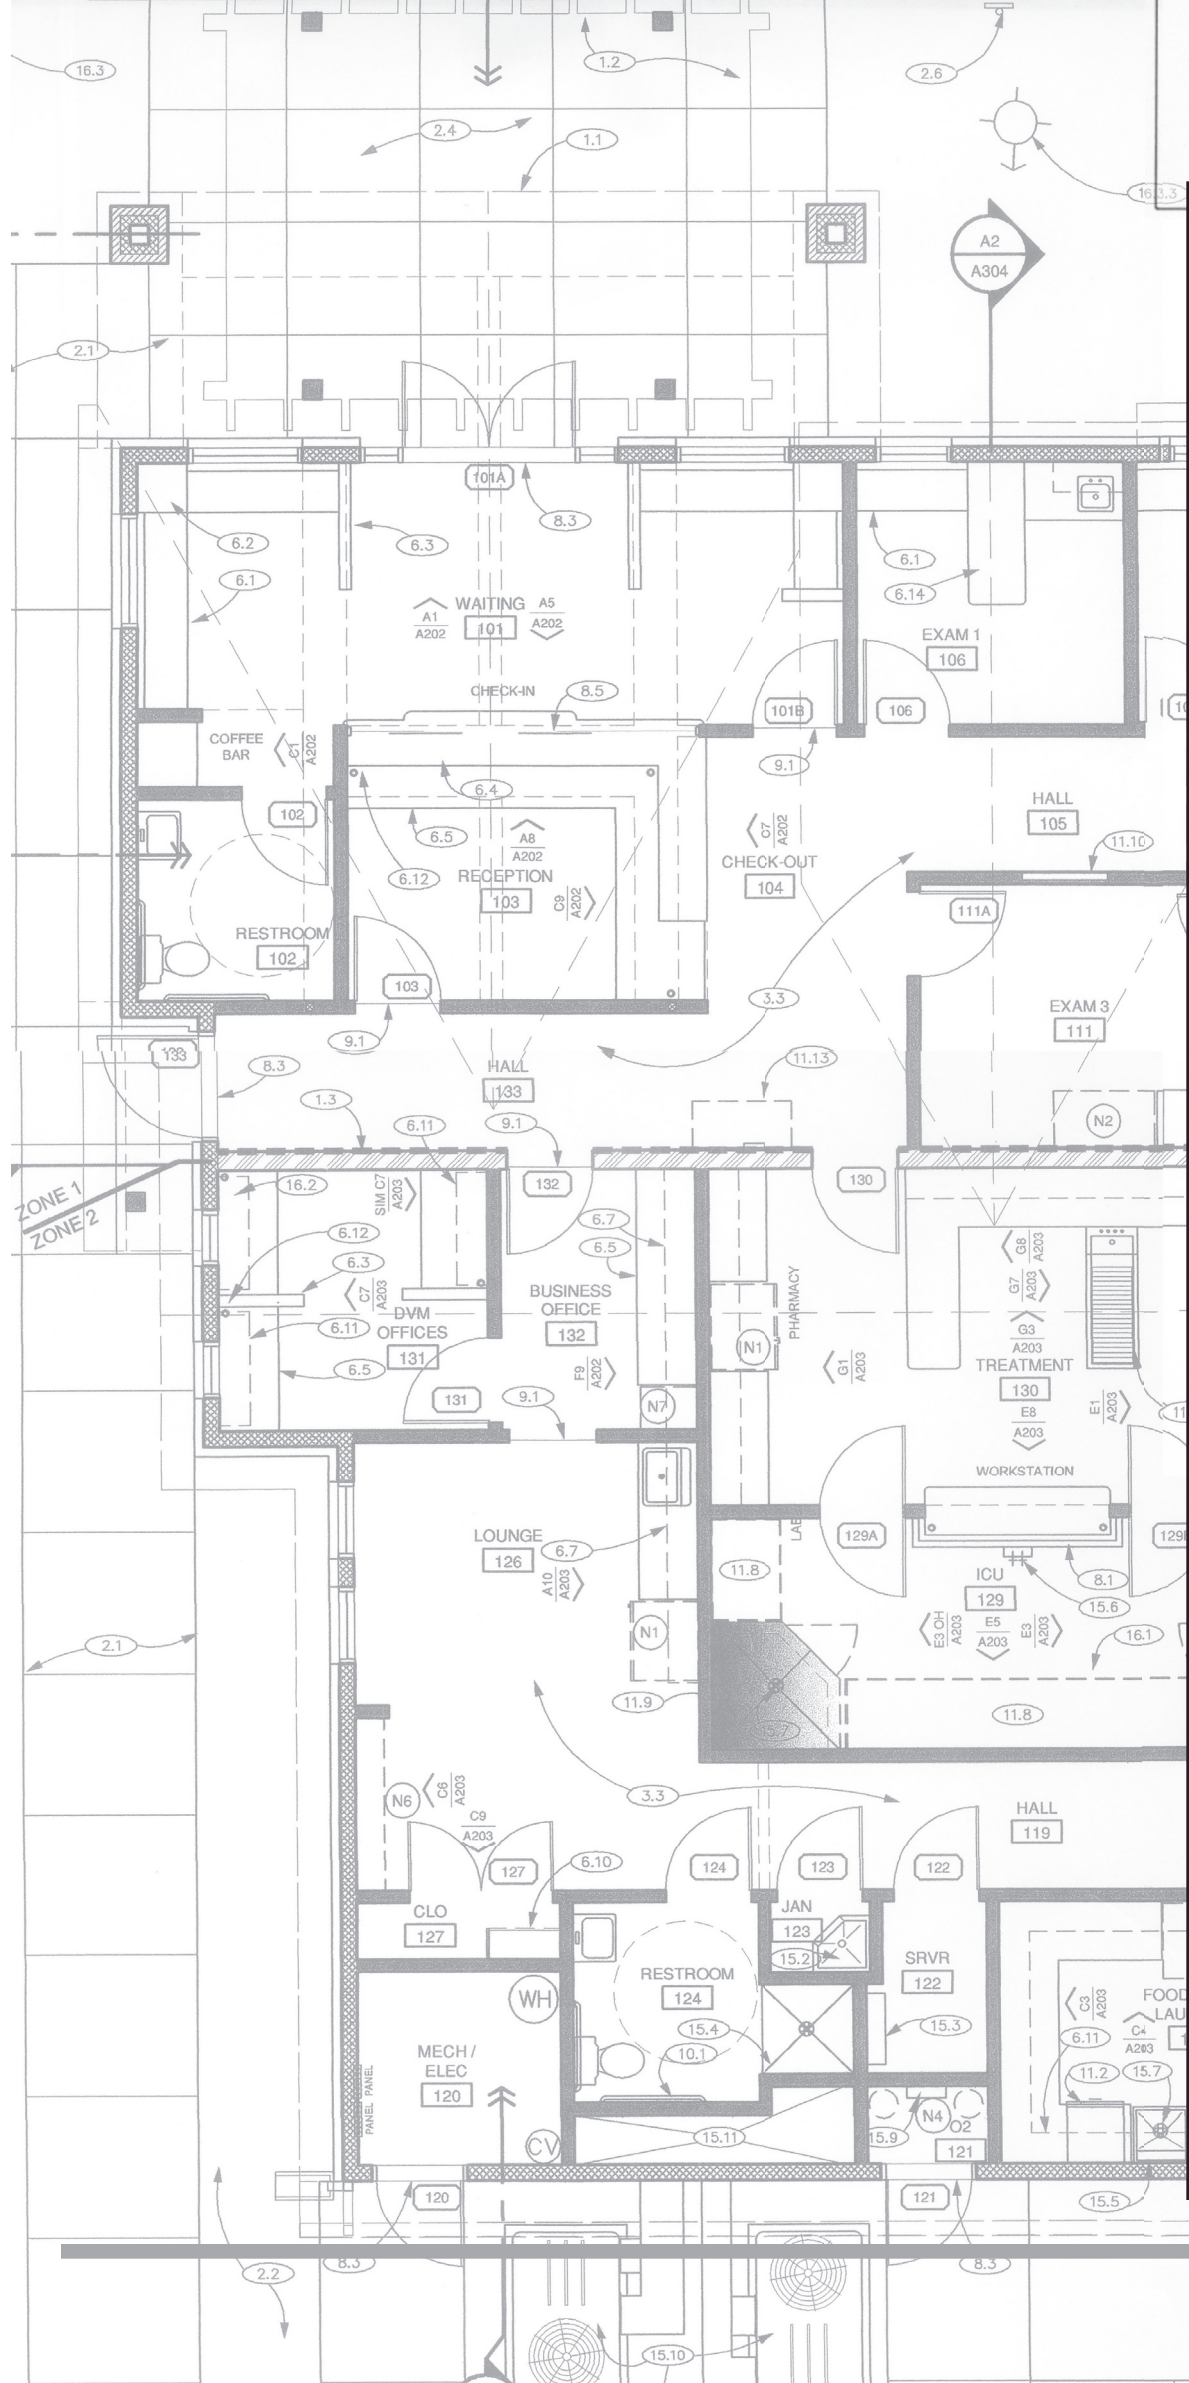 16.3
1.2
2.6
2.4
1.1
A2
A304
2.1
101A
8.3
6.2
6.3
6.1
6.1
6.14
WAITING
101
A1
A202
A5
A202
EXAM 1
106
CHECK-IN
8.5
101B
106
COFFEE
BAR
C1
A202
9.1
6.4
HALL
105
102
6.5
A8
A202
C7
A202
11.10
6.12
RECEPTION
103
C9
A202
CHECK-OUT
104
111A
RESTROOM
102
103
3.3
EXAM 3
111
9.1
133
8.3
HALL
133
11.13
1.3
6.11
9.1
N2
ZONE 1
ZONE 2
16.2
SIM C7
A203
132
130
6.12
6.7
6.5
6.3
C7
A203
G8
A203
G7
A203
BUSINESS
OFFICE
132
PHARMACY
DVM
OFFICES
131
6.11
N1
G3
A203
TREATMENT
130
6.5
F9
A202
G1
A203
131
9.1
N7
E8
A203
E1
A203
WORKSTATION
LOUNGE
126
6.7
LAB
129A
A10
A203
11.8
ICU
129
8.1
15.6
N1
E3 OH
A203
E5
A203
E3
A203
16.1
2.1
11.9
15.7
11.8
3.3
N6
C6
A203
C9
A203
HALL
119
127
6.10
124
123
122
CLO
127
JAN
123
15.2
SRVR
122
RESTROOM
124
WH
15.4
15.3
C3
A203
MECH /
ELEC
120
10.1
6.11
C4
A203
11.2
15.7
PANEL PANEL
CV
15.11
15.9
N4
O2
121
120
121
15.5
8.3
8.3
2.2
15.10